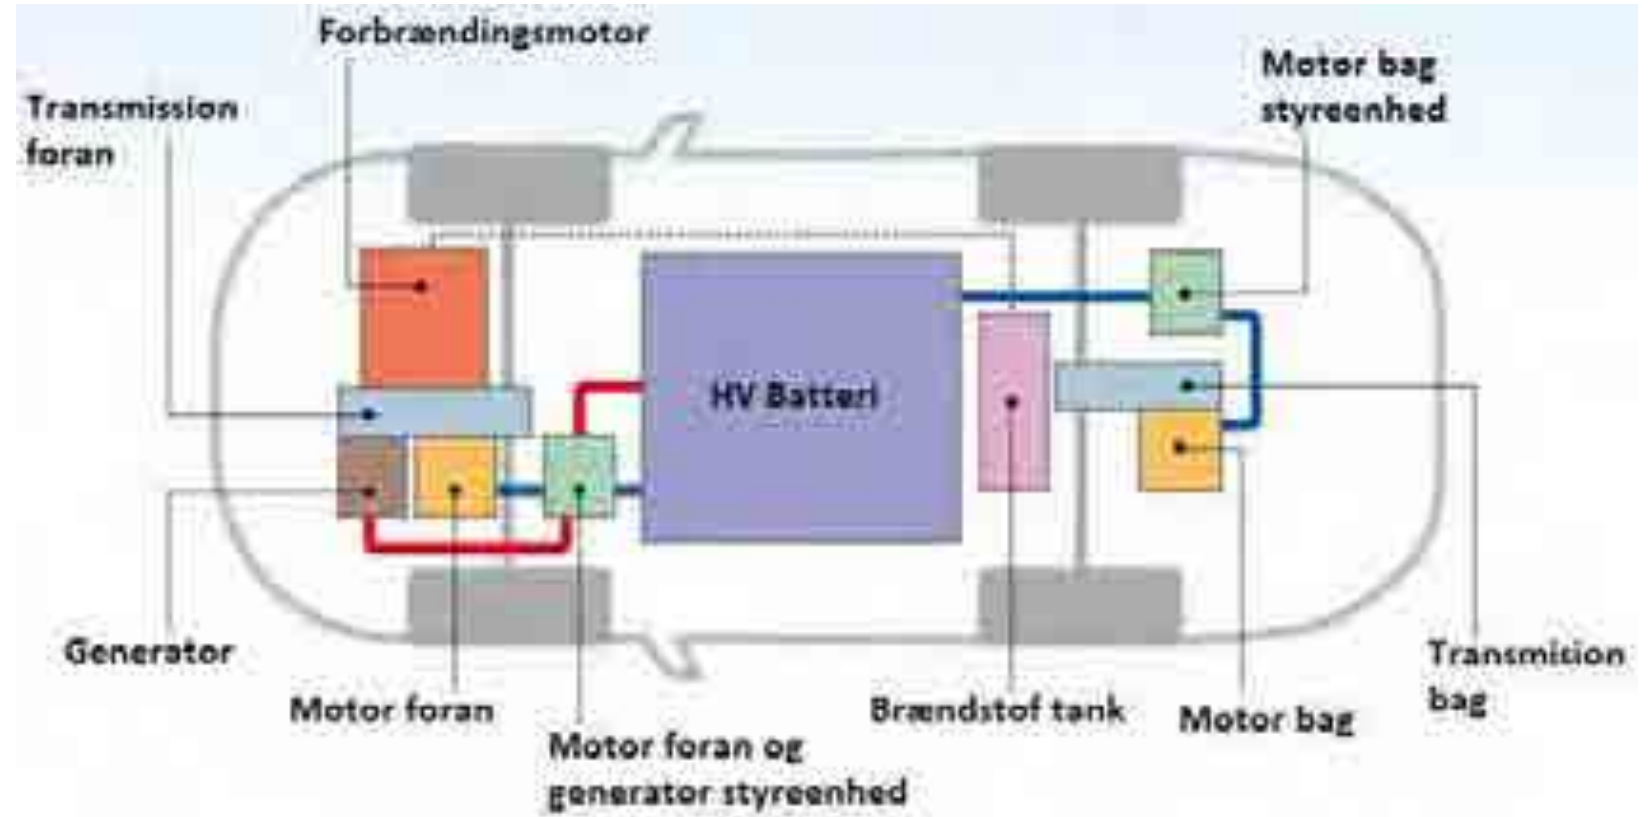 Forbrændingsmotor
Motor bag
styreenhed
Transmission
foran
HV Batteri
Generator
Motor foran
Brændstof tank
Motor bag
Transmision
bag
Motor foran og
generator styreenhed